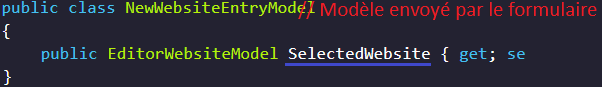 public class NewWebsiteEntryModel // Modèle envoyé par le formulaire
{
public EditorWebsiteModel SelectedWebsite { get; se
}